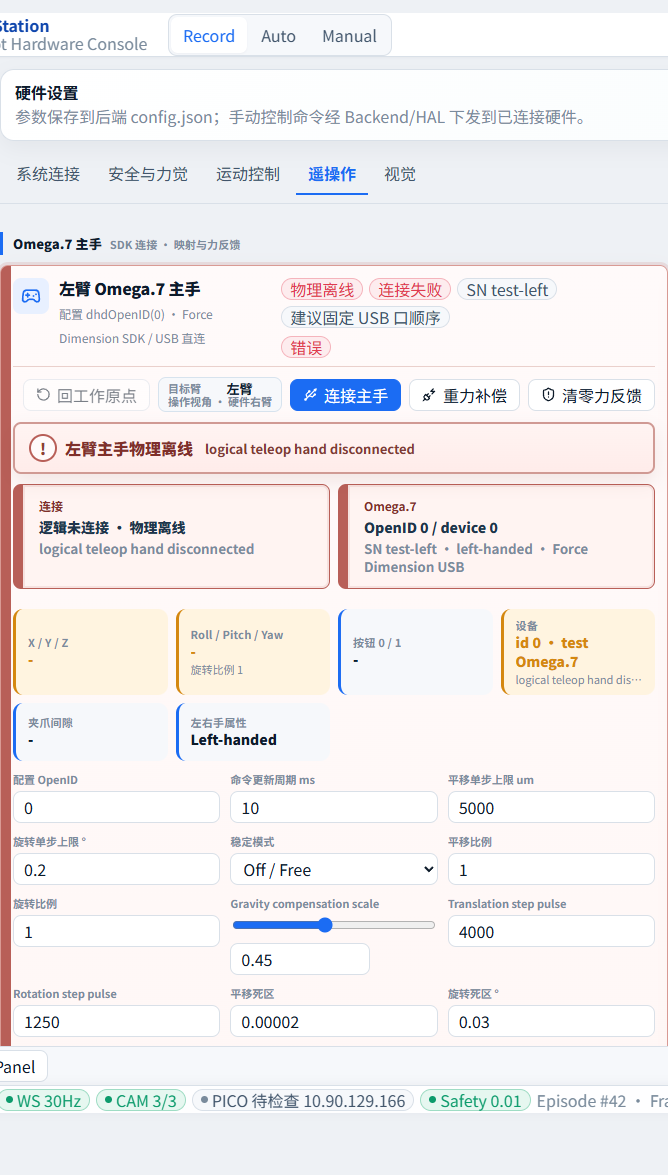 Station
ot Hardware Console
Record Auto Manual
硬件设置
参数保存到后端 config.json；手动控制命令经 Backend/HAL 下发到已连接硬件。
系统连接 安全与力觉 运动控制 遥操作 视觉
Omega.7 主手 SDK 连接 • 映射与力反馈
左臂 Omega.7 主手
配置 dhdOpenID(0) • Force
Dimension SDK / USB 直连
物理离线 连接失败 SN test-left
建议固定 USB 口顺序
错误
回工作原点
目标臂 左臂
操作视角 • 硬件右臂
连接主手
重力补偿
清零力反馈
! 左臂主手物理离线 logical teleop hand disconnected
连接
逻辑未连接 • 物理离线
logical teleop hand disconnected
Omega.7
OpenID 0 / device 0
SN test-left • left-handed • Force
Dimension USB
X / Y / Z
-
Roll / Pitch / Yaw
-
旋转比例 1
按钮 0 / 1
-
设备
id 0 • test
Omega.7
logical teleop hand dis…
夹爪间隙
-
左右手属性
Left-handed
配置 OpenID 命令更新周期 ms 平移单步上限 um
0 10 5000
旋转单步上限 ° 稳定模式 平移比例
0.2 Off / Free 1
旋转比例 Gravity compensation scale Translation step pulse
1 4000
0.45
Rotation step pulse 平移死区 旋转死区 °
1250 0.00002 0.03
Panel
WS 30Hz CAM 3/3 PICO 待检查 10.90.129.166 Safety 0.01 Episode #42 • Fra